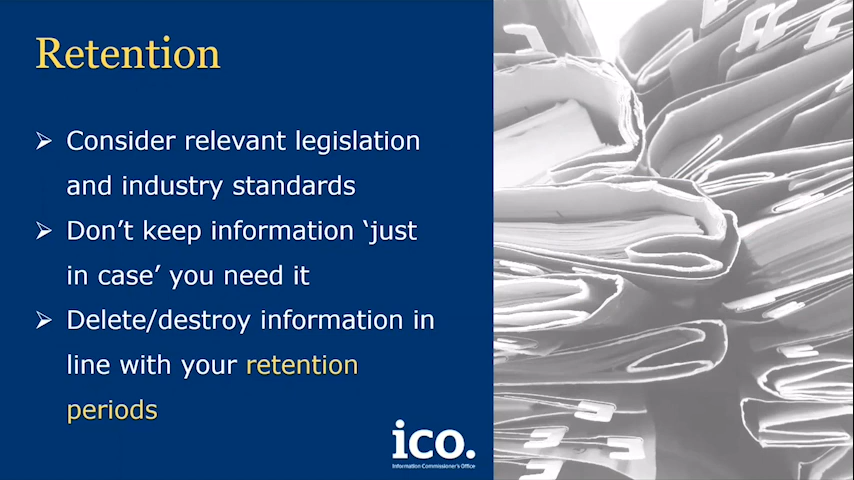 Retention
➢ Consider relevant legislation
and industry standards
➢ Don’t keep information ‘just
in case’ you need it
➢ Delete/destroy information in
line with your retention
periods
ico.
Information Commissioner's Office